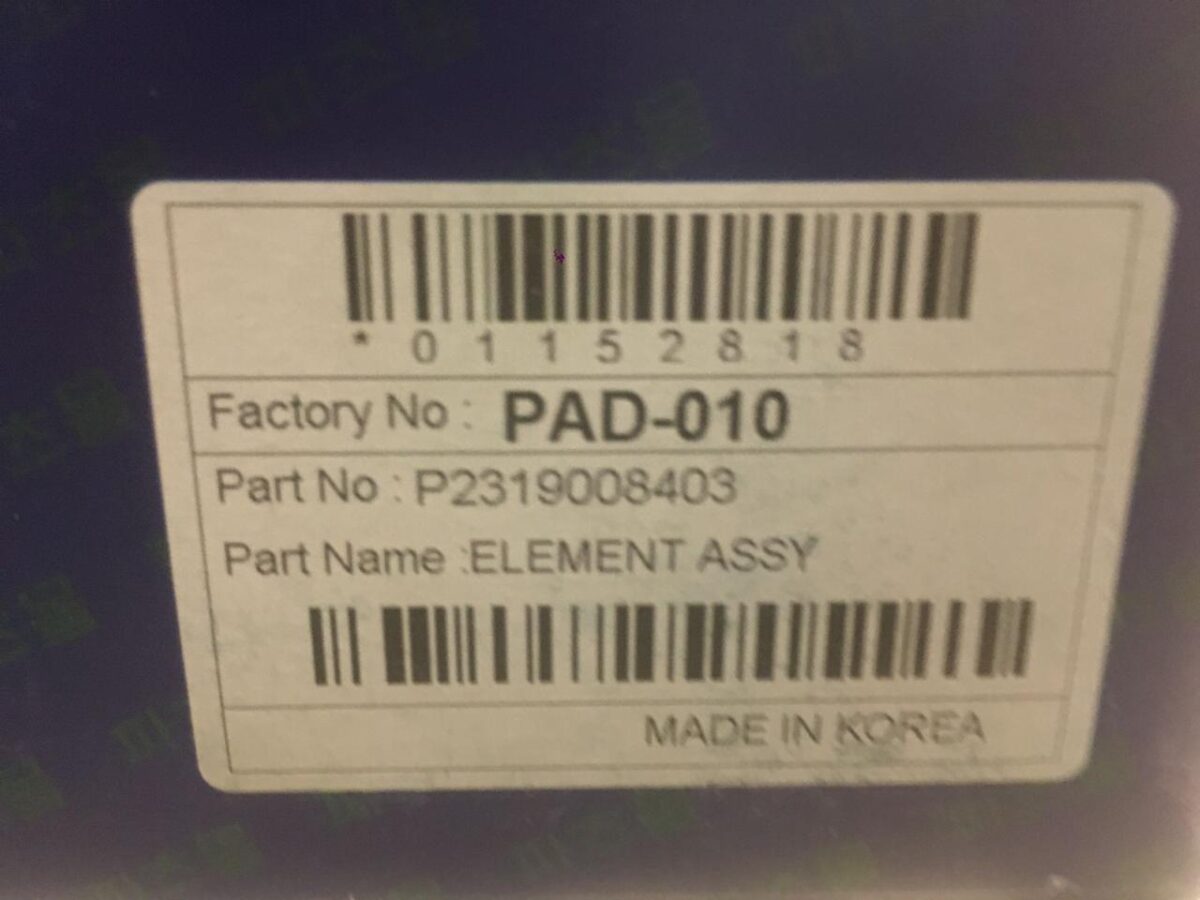 * 0 1 1 5 2 8 1 8
Factory No : PAD-010
Part No : P2319008403
Part Name :ELEMENT ASSY
MADE IN KOREA